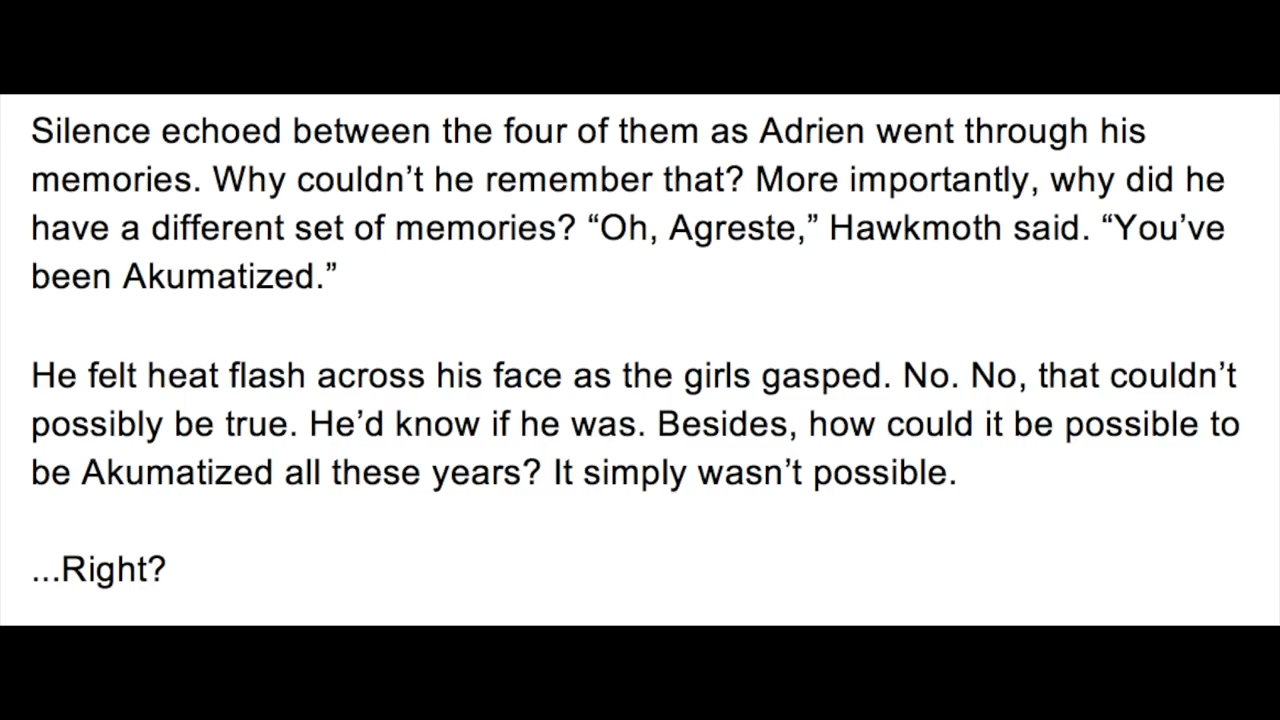 Silence echoed between the four of them as Adrien went through his
memories. Why couldn’t he remember that? More importantly, why did he
have a different set of memories? “Oh, Agreste,” Hawkmoth said. “You’ve
been Akumatized.”
He felt heat flash across his face as the girls gasped. No. No, that couldn’t
possibly be true. He’d know if he was. Besides, how could it be possible to
be Akumatized all these years? It simply wasn’t possible.
...Right?